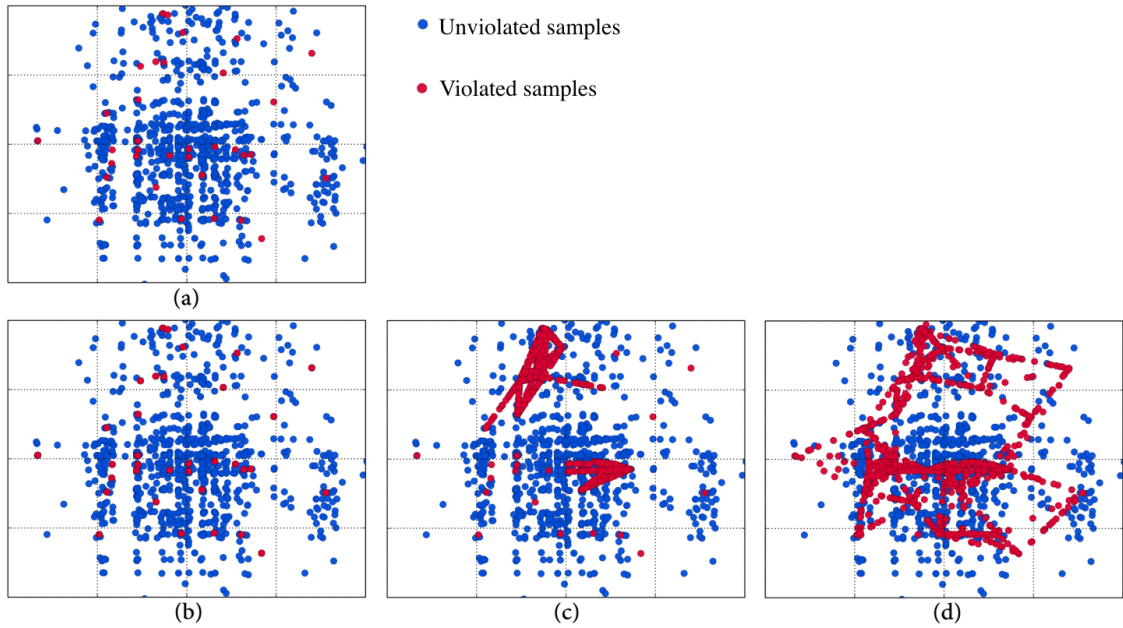 Unviolated samples
Violated samples
(a)
(b)
(c)
(d)